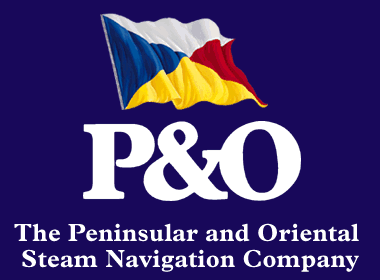 P&O
The Peninsular and Oriental
Steam Navigation Company